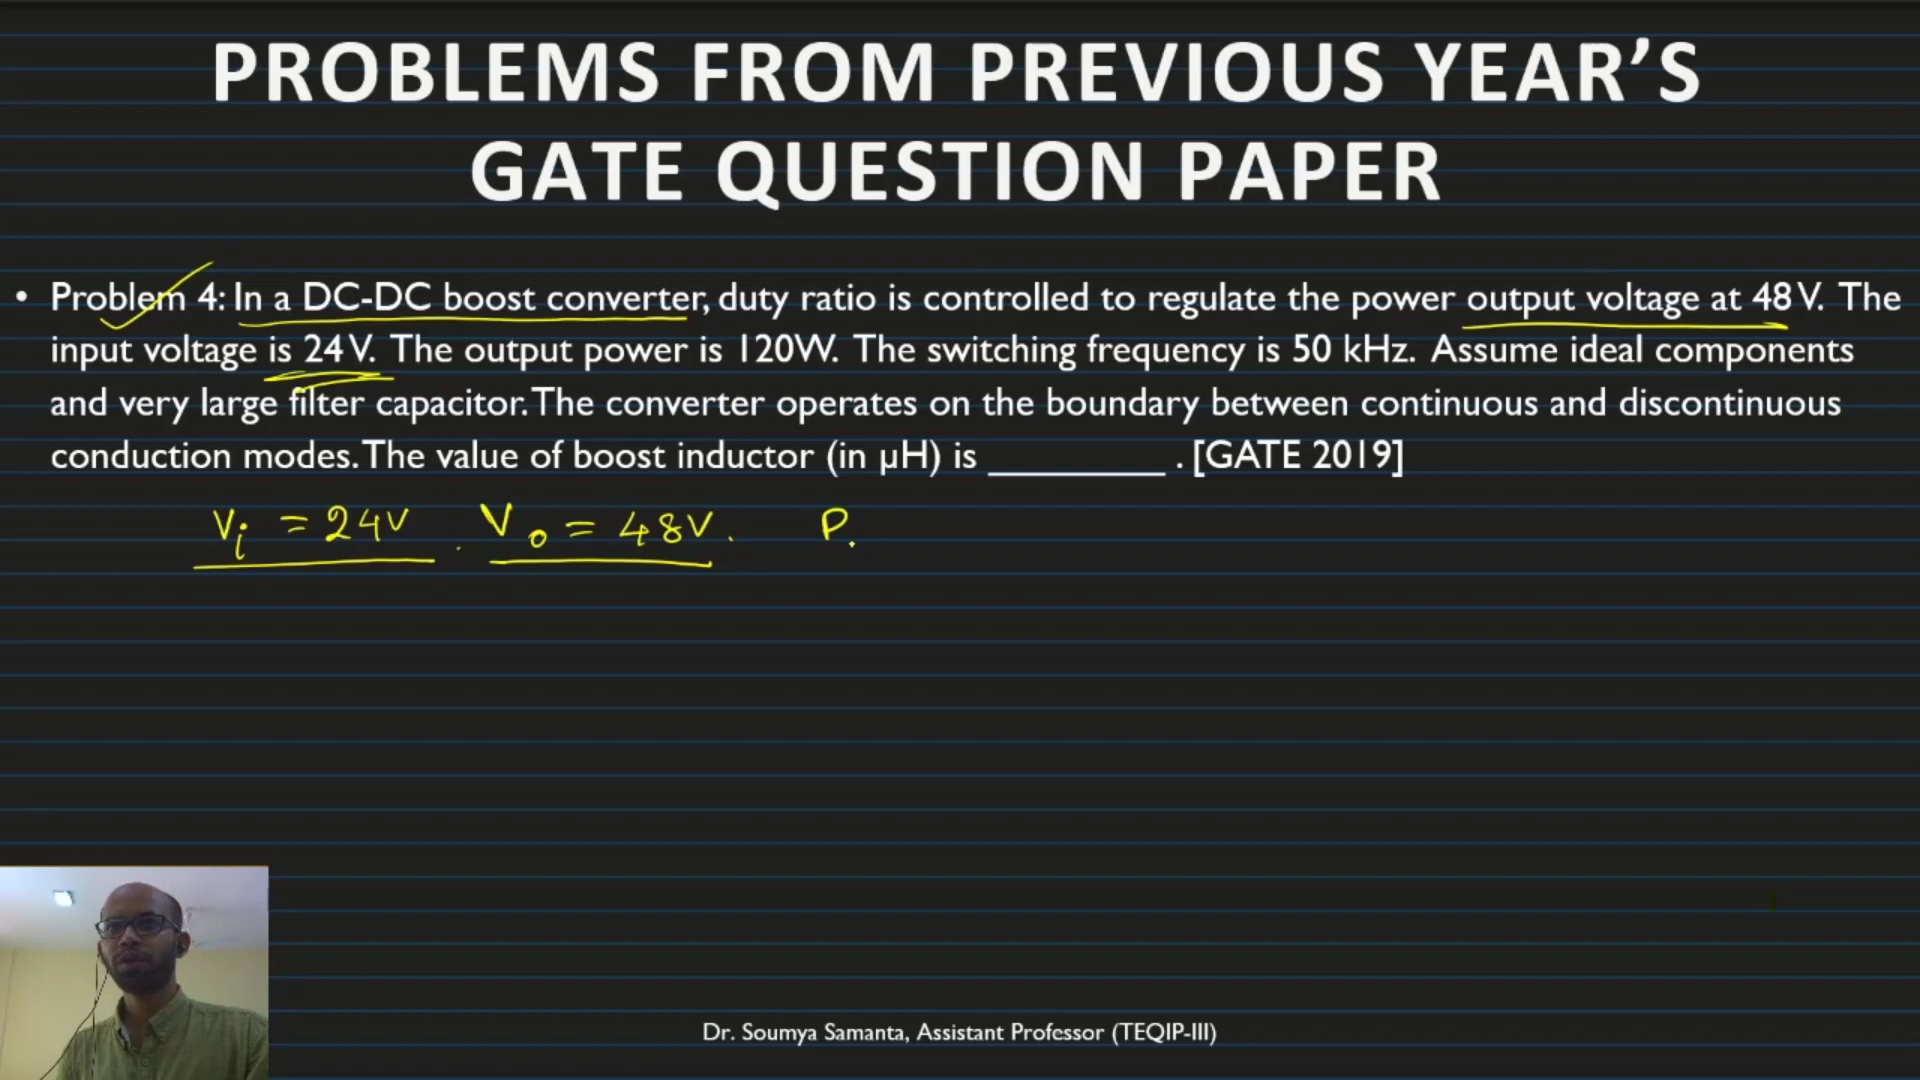 PROBLEMS FROM PREVIOUS YEAR’S
GATE QUESTION PAPER
• Problem 4: In a DC-DC boost converter, duty ratio is controlled to regulate the power output voltage at 48 V. The
input voltage is 24 V. The output power is 120W. The switching frequency is 50 kHz. Assume ideal components
and very large filter capacitor. The converter operates on the boundary between continuous and discontinuous
conduction modes. The value of boost inductor (in μH) is _________ . [GATE 2019]
Vi = 24V . Vo = 48V. P.
Dr. Soumya Samanta, Assistant Professor (TEQIP-III)